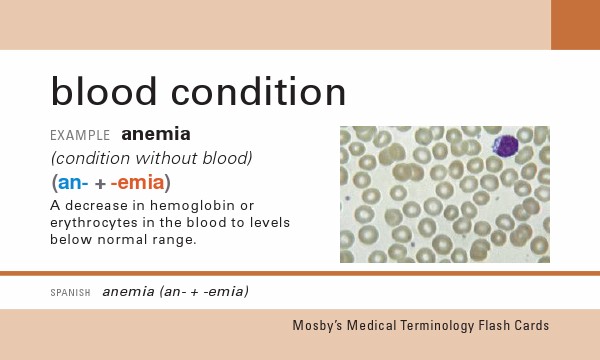 blood condition
EXAMPLE anemia
(condition without blood)
(an- + -emia)
A decrease in hemoglobin or
erythrocytes in the blood to levels
below normal range.
SPANISH anemia (an- + -emia)
Mosby's Medical Terminology Flash Cards